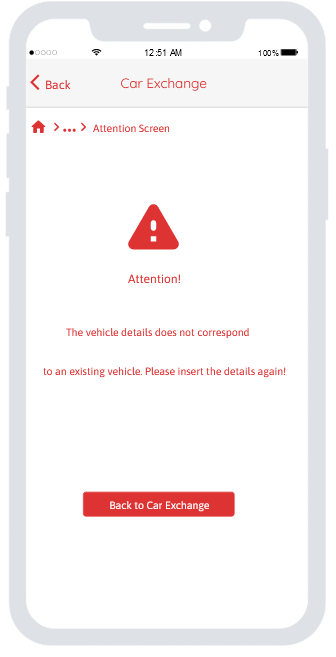 12:51 AM
100%
Back
Car Exchange
... Attention Screen
Attention!
The vehicle details does not correspond
to an existing vehicle. Please insert the details again!
Back to Car Exchange